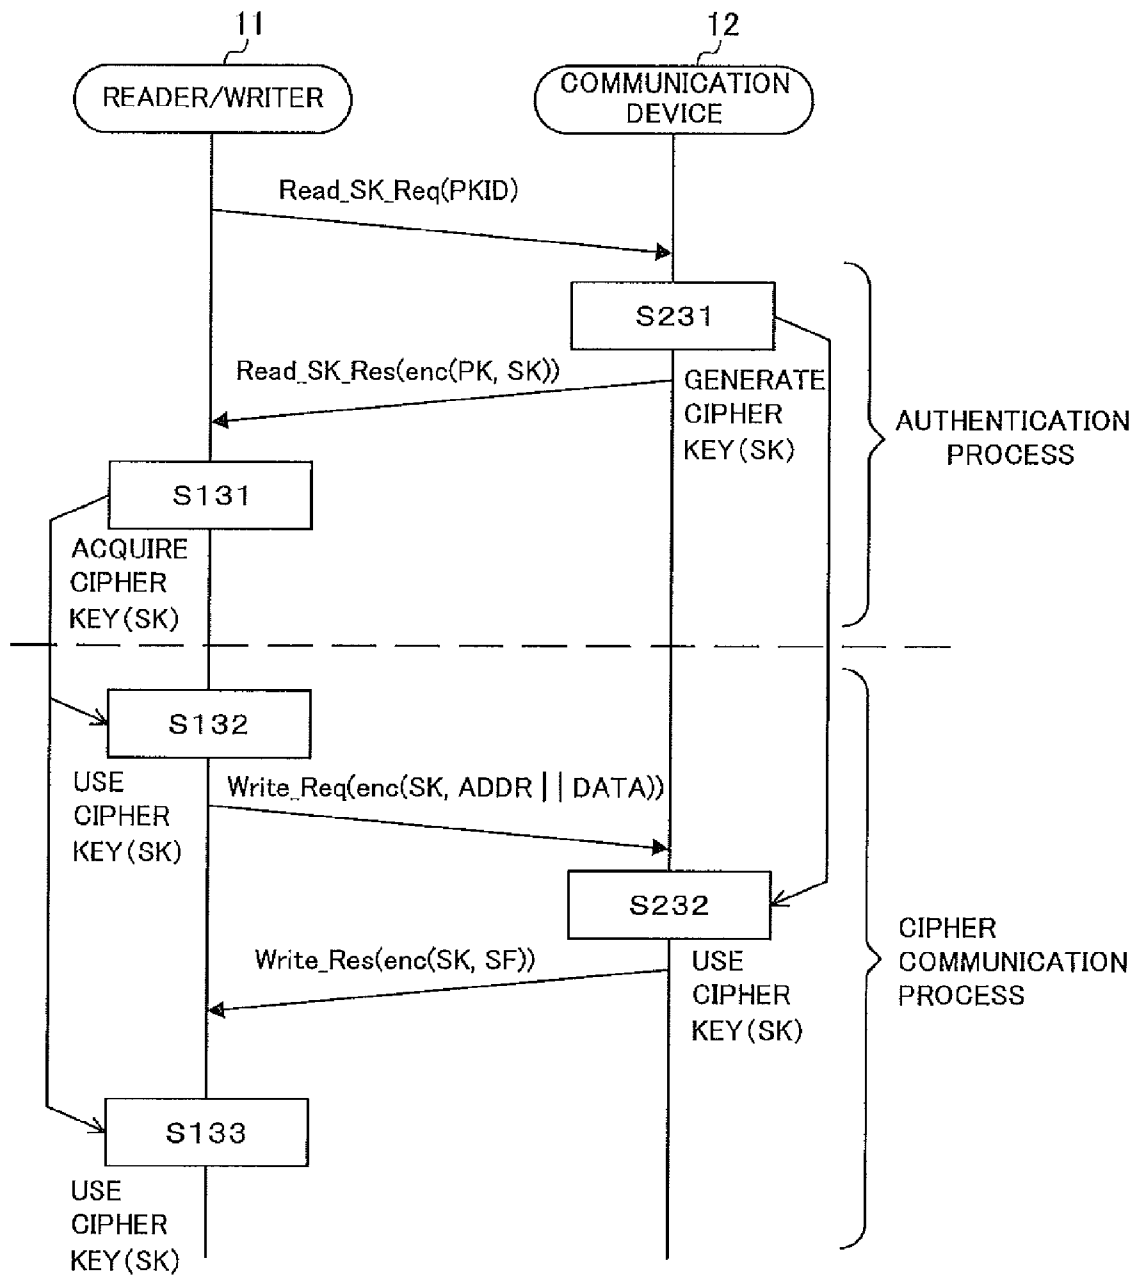 11
12
READER/WRITER
COMMUNICATION
DEVICE
Read_SK_Req(PKID)
S231
Read_SK_Res(enc(PK, SK))
GENERATE
CIPHER
KEY(SK)
AUTHENTICATION
PROCESS
S131
ACQUIRE
CIPHER
KEY(SK)
S132
USE
CIPHER
KEY(SK)
Write_Req(enc(SK, ADDR||DATA))
S232
Write_Res(enc(SK, SF))
USE
CIPHER
KEY(SK)
CIPHER
COMMUNICATION
PROCESS
S133
USE
CIPHER
KEY(SK)